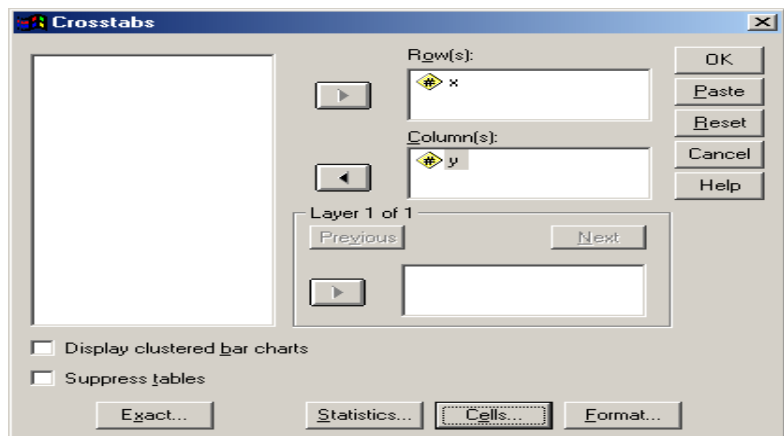 Crosstabs
Row(s):
# x
Column(s):
# y
OK
Paste
Reset
Cancel
Help
Layer 1 of 1
Previous
Next
Display clustered bar charts
Suppress tables
Exact...
Statistics...
Cells...
Format...